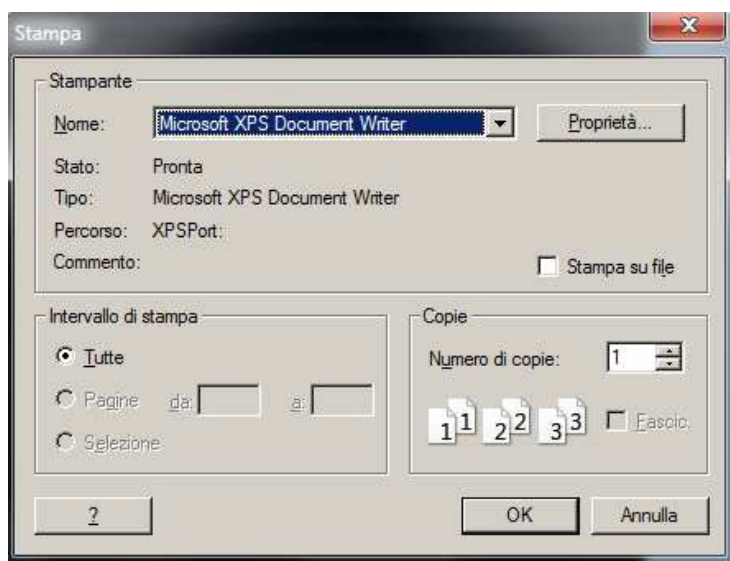 Stampa
Stampante
Nome: Microsoft XPS Document Writer Proprietà...
Stato: Pronta
Tipo: Microsoft XPS Document Writer
Percorso: XPSPort:
Commento: Stampa su file
Intervallo di stampa
Tutte
Pagine da: a:
Selezione
Copie
Numero di copie: 1
1 1 2 2 3 3 Fascic.
? OK Annulla